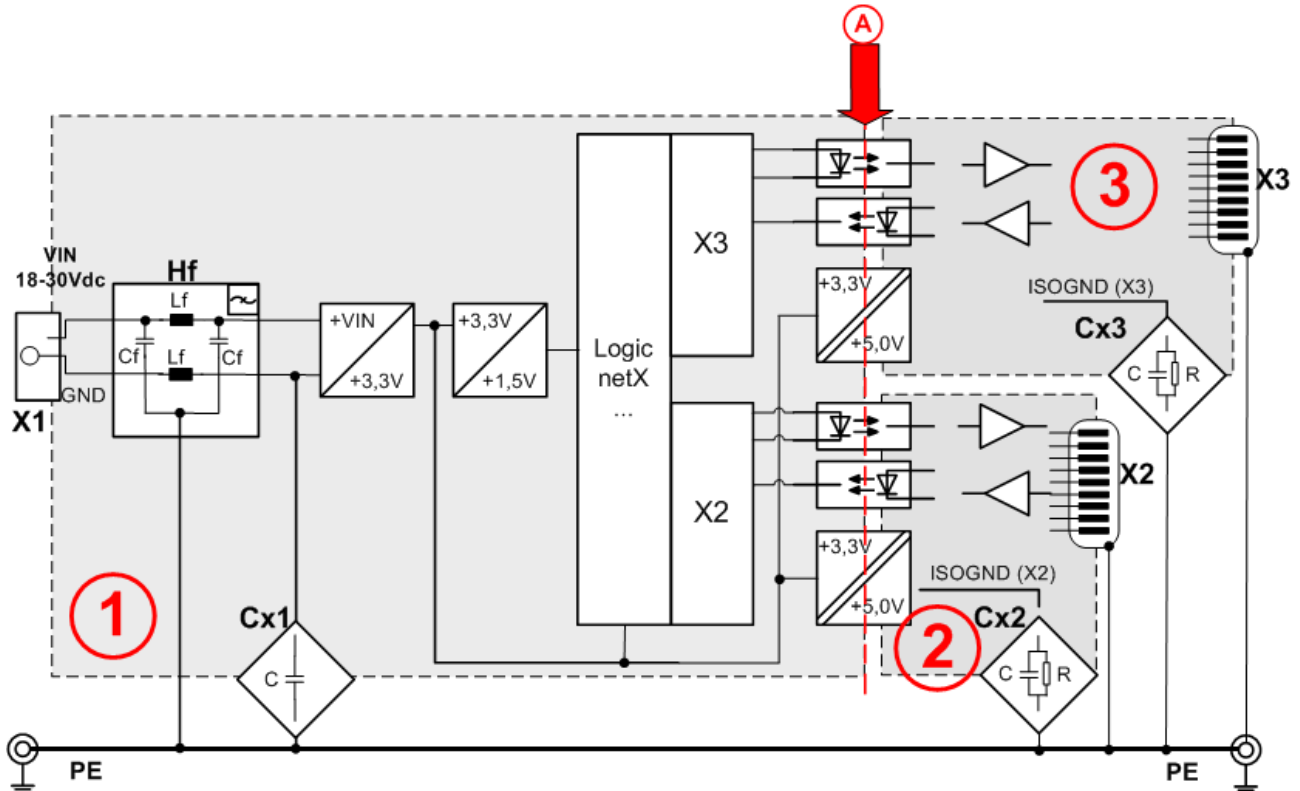 A
VIN
18-30Vdc
Hf
Lf
Cf
Lf
Cf
GND
X1
+VIN
+3,3V
+3,3V
+1,5V
Logic
netX
...
X3
X2
+3,3V
+5,0V
3
X3
ISOGND (X3)
Cx3
C
R
X2
+3,3V
+5,0V
ISOGND (X2)
Cx2
2
C
R
1
Cx1
C
PE
PE